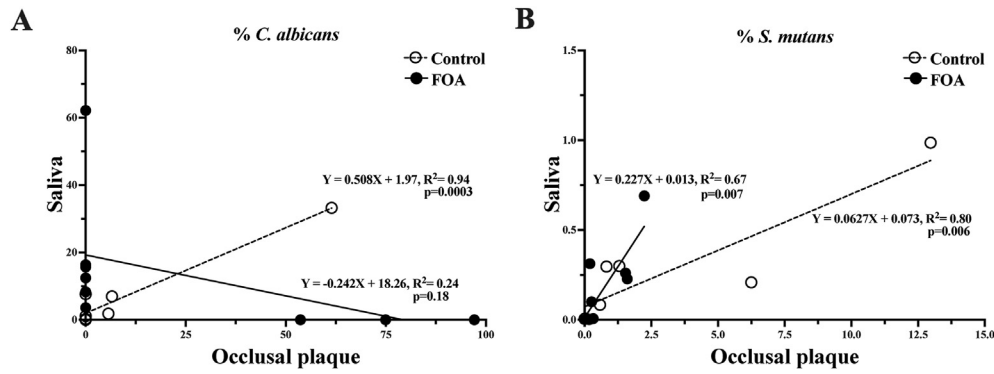 A
% C. albicans
80
60
40
20
0
Saliva
0
25
50
75
100
Occlusal plaque
Control
FOA
Y = 0.508X + 1.97, R²= 0.94
p=0.0003
Y = -0.242X + 18.26, R²= 0.24
p=0.18
B
% S. mutans
1.5
1.0
0.5
0.0
Saliva
0.0
2.5
5.0
7.5
10.0
12.5
15.0
Occlusal plaque
Control
FOA
Y = 0.227X + 0.013, R²= 0.67
p=0.007
Y = 0.0627X + 0.073, R²= 0.80
p=0.006